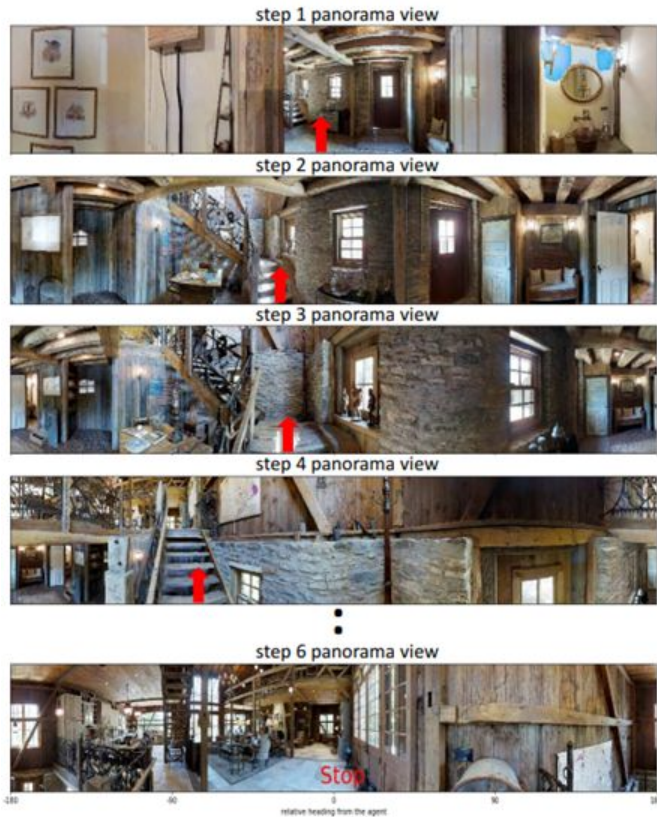 step 1 panorama view
step 2 panorama view
step 3 panorama view
step 4 panorama view
step 6 panorama view
Stop
-180
-90
0
90
18
relative heading from the agent